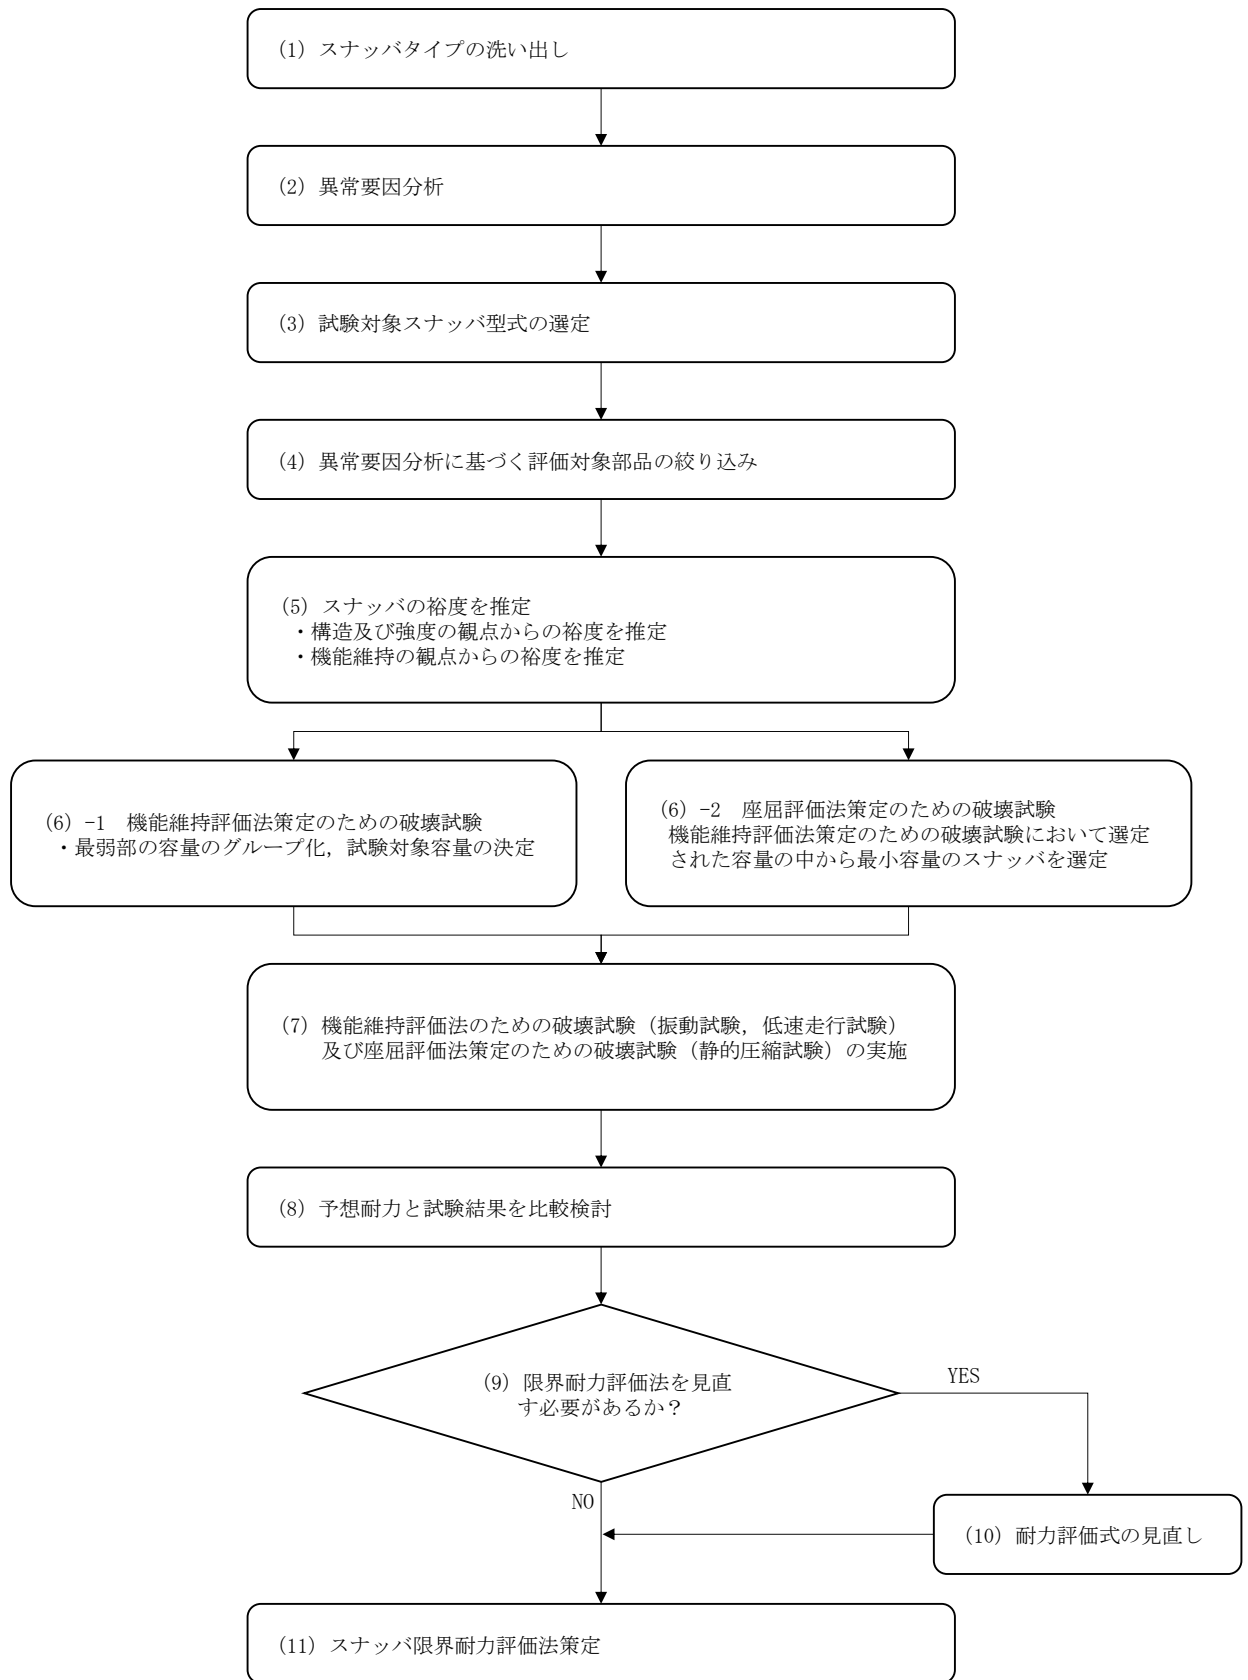 (1) スナッバタイプの洗い出し
(2) 異常要因分析
(3) 試験対象スナッバ型式の選定
(4) 異常要因分析に基づく評価対象部品の絞り込み
(5) スナッバの裕度を推定
・構造及び強度の観点からの裕度を推定
・機能維持の観点からの裕度を推定
(6) -1 機能維持評価法策定のための破壊試験
・最弱部の容量のグループ化，試験対象容量の決定
(6) -2 座屈評価法策定のための破壊試験
機能維持評価法策定のための破壊試験において選定
された容量の中から最小容量のスナッバを選定
(7) 機能維持評価法のための破壊試験（振動試験，低速走行試験）
及び座屈評価法策定のための破壊試験（静的圧縮試験）の実施
(8) 予想耐力と試験結果を比較検討
(9) 限界耐力評価法を見直
す必要があるか？
YES
NO
(10) 耐力評価式の見直し
(11) スナッバ限界耐力評価法策定